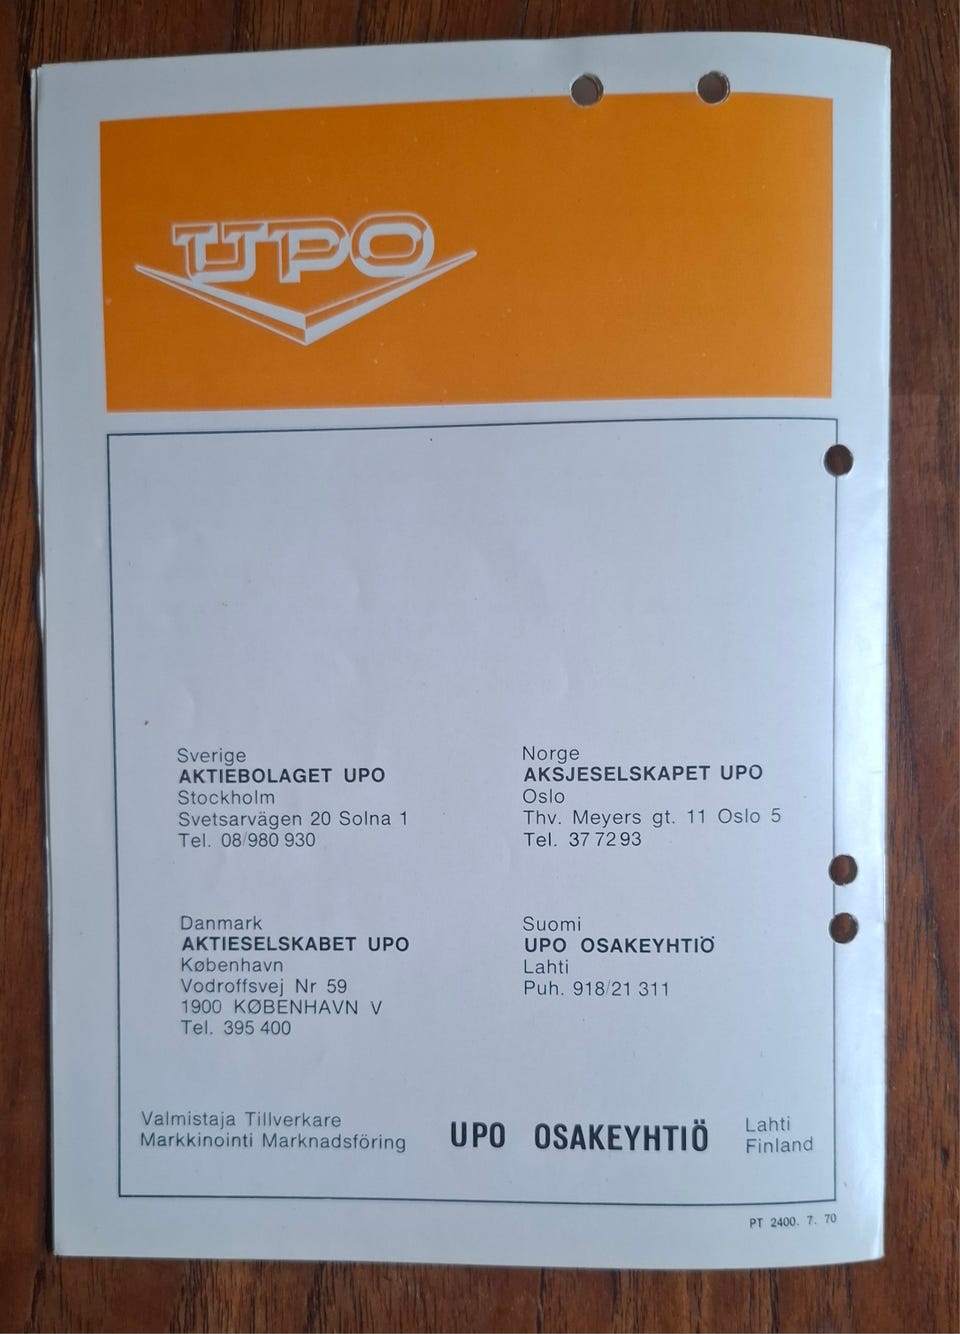 UPO
Sverige
AKTIEBOLAGET UPO
Stockholm
Svetsarvägen 20 Solna 1
Tel. 08/980 930
Norge
AKSJESELSKAPET UPO
Oslo
Thv. Meyers gt. 11 Oslo 5
Tel. 37 72 93
Danmark
AKTIESELSKABET UPO
København
Vodroffsvej Nr 59
1900 KØBENHAVN V
Tel. 395 400
Suomi
UPO OSAKEYHTIÖ
Lahti
Puh. 918/21 311
Valmistaja Tillverkare
Markkinointi Marknadsföring
UPO OSAKEYHTIÖ
Lahti
Finland
PT 2400. 7. 70